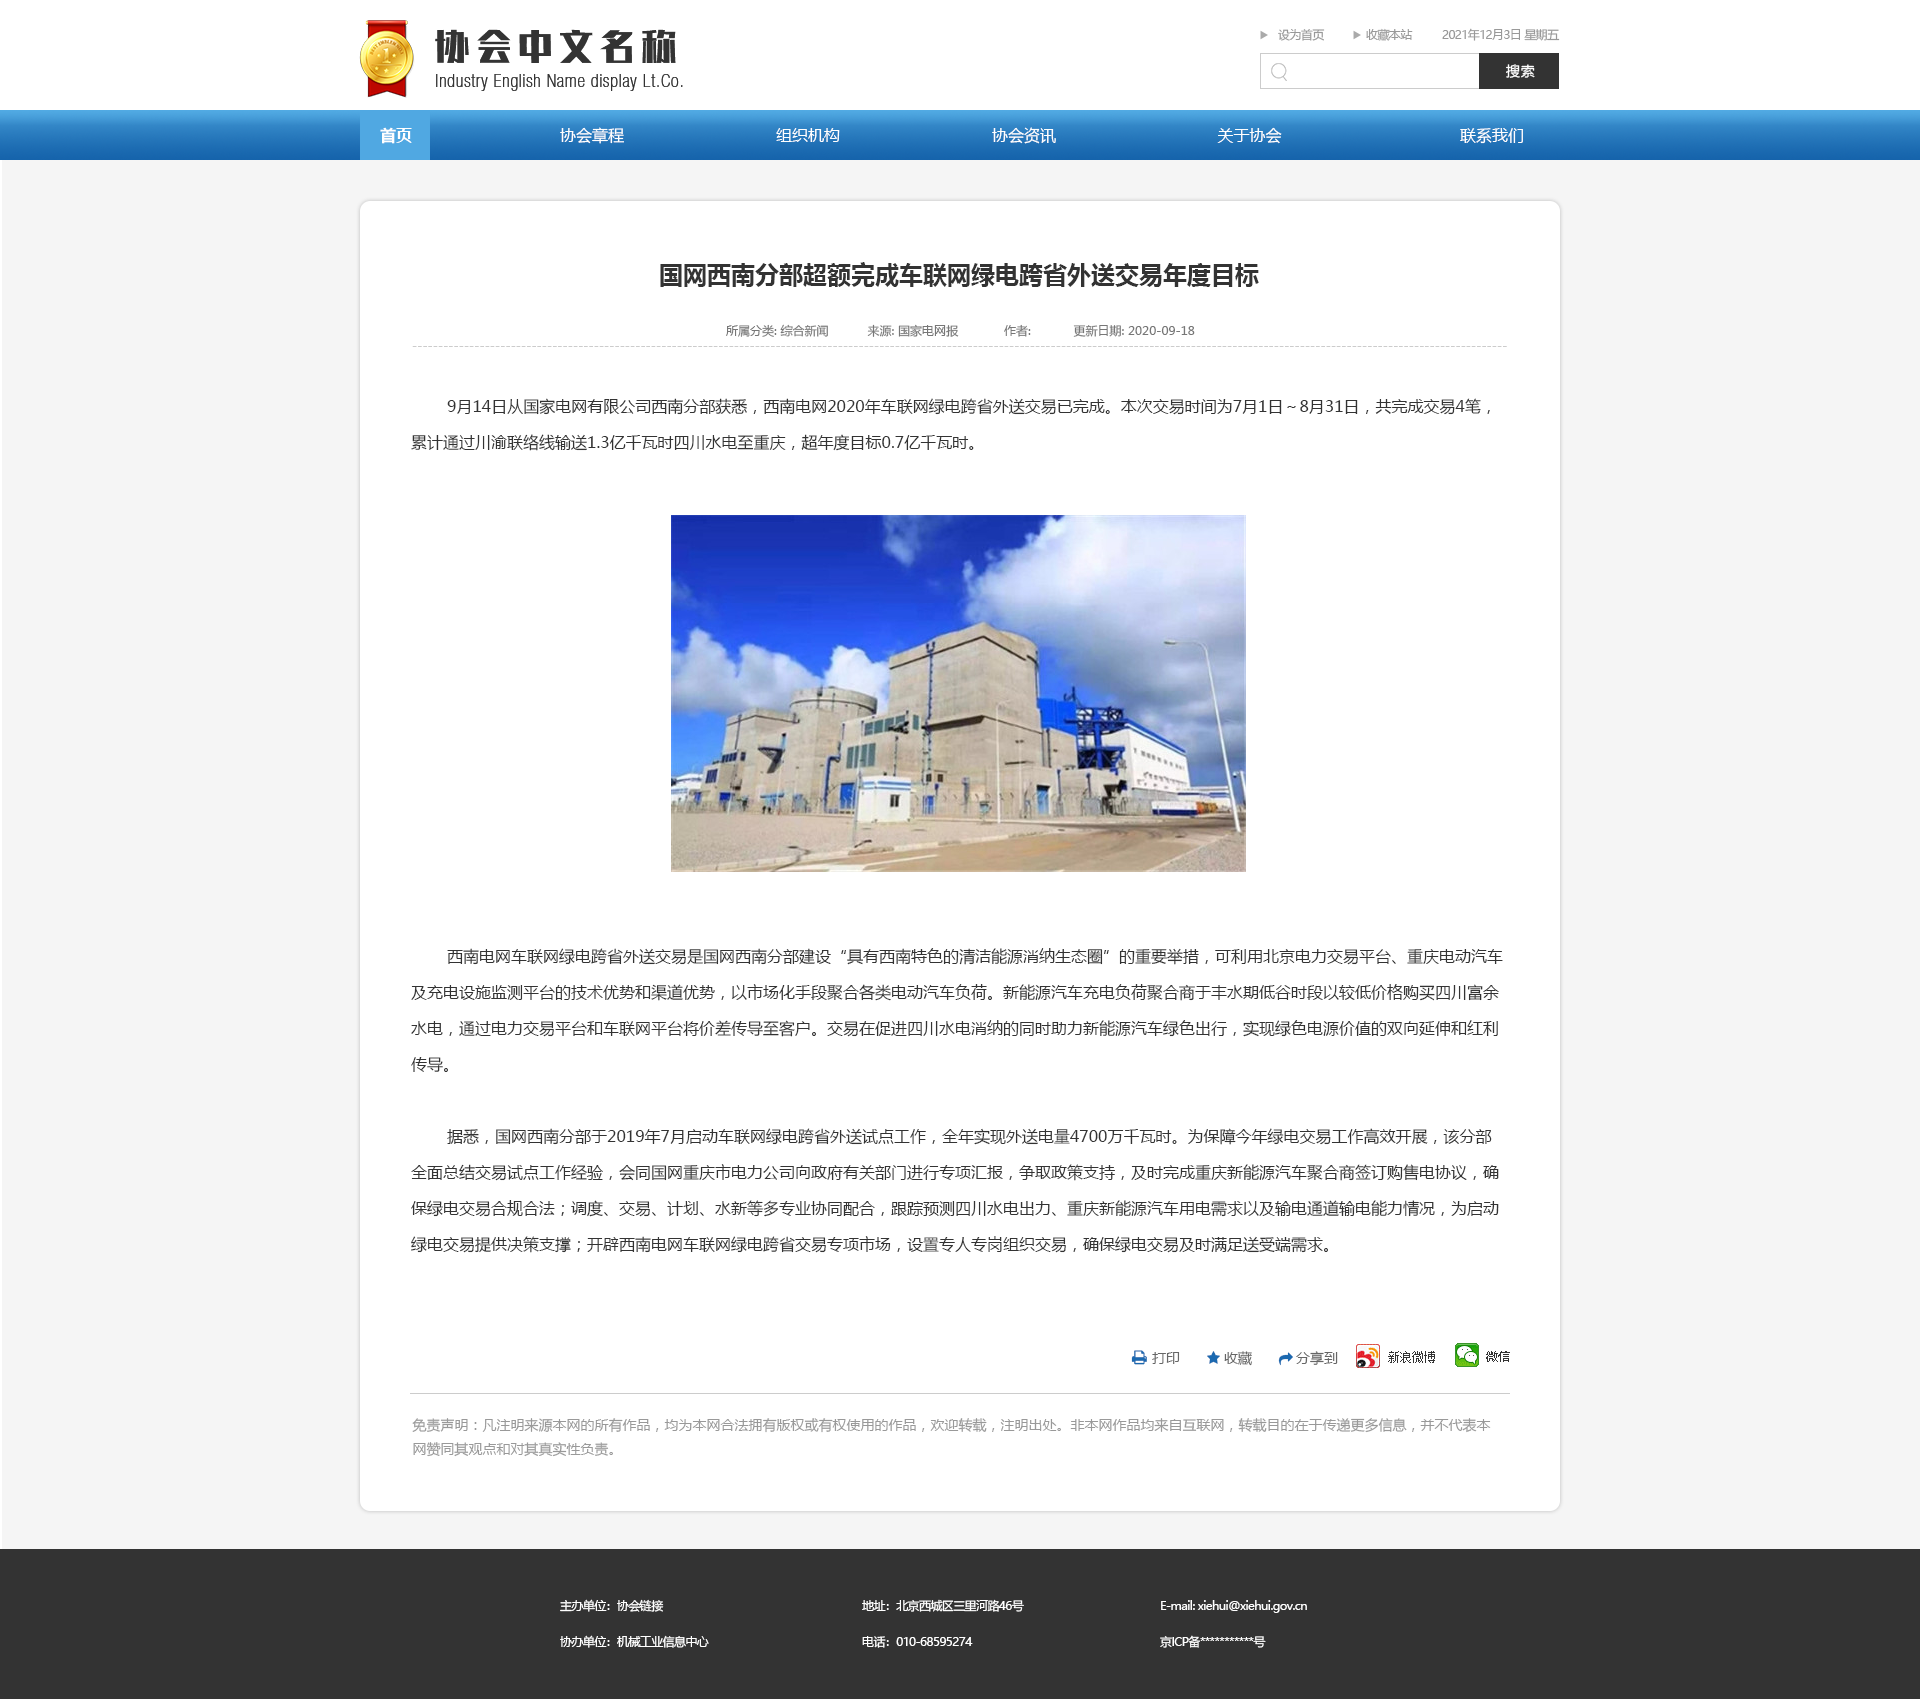 协会中文名称
Industry English Name display Lt.Co.
设为首页 收藏本站 2021年12月3日 星期五
搜索
首页 协会章程 组织机构 协会资讯 关于协会 联系我们
国网西南分部超额完成车联网绿电跨省外送交易年度目标
所属分类: 综合新闻 来源: 国家电网报 作者: 更新日期: 2020-09-18
9月14日从国家电网有限公司西南分部获悉，西南电网2020年车联网绿电跨省外送交易已完成。本次交易时间为7月1日～8月31日，共完成交易4笔，
累计通过川渝联络线输送1.3亿千瓦时四川水电至重庆，超年度目标0.7亿千瓦时。
西南电网车联网绿电跨省外送交易是国网西南分部建设“具有西南特色的清洁能源消纳生态圈”的重要举措，可利用北京电力交易平台、重庆电动汽车
及充电设施监测平台的技术优势和渠道优势，以市场化手段聚合各类电动汽车负荷。新能源汽车充电负荷聚合商于丰水期低谷时段以较低价格购买四川富余
水电，通过电力交易平台和车联网平台将价差传导至客户。交易在促进四川水电消纳的同时助力新能源汽车绿色出行，实现绿色电源价值的双向延伸和红利
传导。
据悉，国网西南分部于2019年7月启动车联网绿电跨省外送试点工作，全年实现外送电量4700万千瓦时。为保障今年绿电交易工作高效开展，该分部
全面总结交易试点工作经验，会同国网重庆市电力公司向政府有关部门进行专项汇报，争取政策支持，及时完成重庆新能源汽车聚合商签订购售电协议，确
保绿电交易合规合法；调度、交易、计划、水新等多专业协同配合，跟踪预测四川水电出力、重庆新能源汽车用电需求以及输电通道输电能力情况，为启动
绿电交易提供决策支撑；开辟西南电网车联网绿电跨省交易专项市场，设置专人专岗组织交易，确保绿电交易及时满足送受端需求。
打印 收藏 分享到 新浪微博 微信
免责声明：凡注明来源本网的所有作品，均为本网合法拥有版权或有权使用的作品，欢迎转载，注明出处。非本网作品均来自互联网，转载目的在于传递更多信息，并不代表本
网赞同其观点和对其真实性负责。
主办单位：协会链接 地址：北京西城区三里河路46号 E-mail: xiehui@xiehui.gov.cn
协办单位：机械工业信息中心 电话：010-68595274 京ICP备***********号